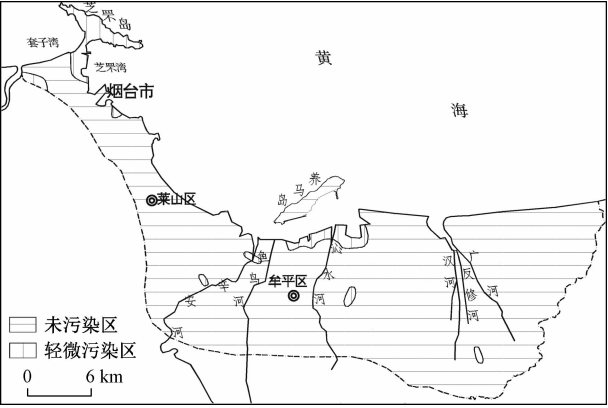 芝罘岛
套子湾
芝罘湾
烟台市
黄海
莱山区
养马岛
鱼鸟河
沁水河
牟平区
辛安河
汉河
反修河
广河
未污染区
轻微污染区
0 6 km